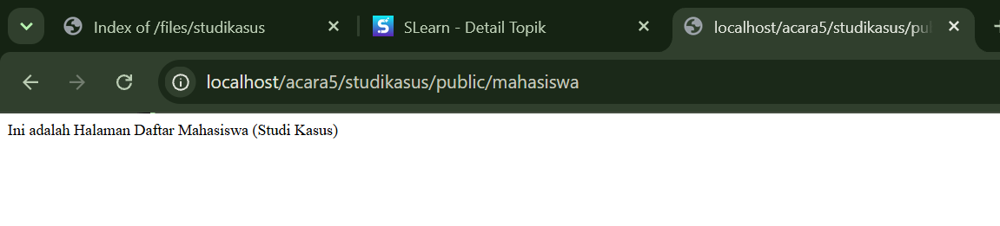 Index of /files/studikasus
SLearn - Detail Topik
localhost/acara5/studikasus/pul
localhost/acara5/studikasus/public/mahasiswa
Ini adalah Halaman Daftar Mahasiswa (Studi Kasus)